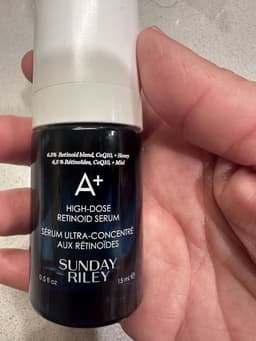 6.5% Retinoid blend, CoQ10, + Honey
6,5 % Rétinoïdes, CoQ10, + Miel
A+
HIGH-DOSE
RETINOID SERUM
SÉRUM ULTRA-CONCENTRÉ
AUX RÉTINOÏDES
SUNDAY
RILEY
0.5 fl oz 15 ml ℮